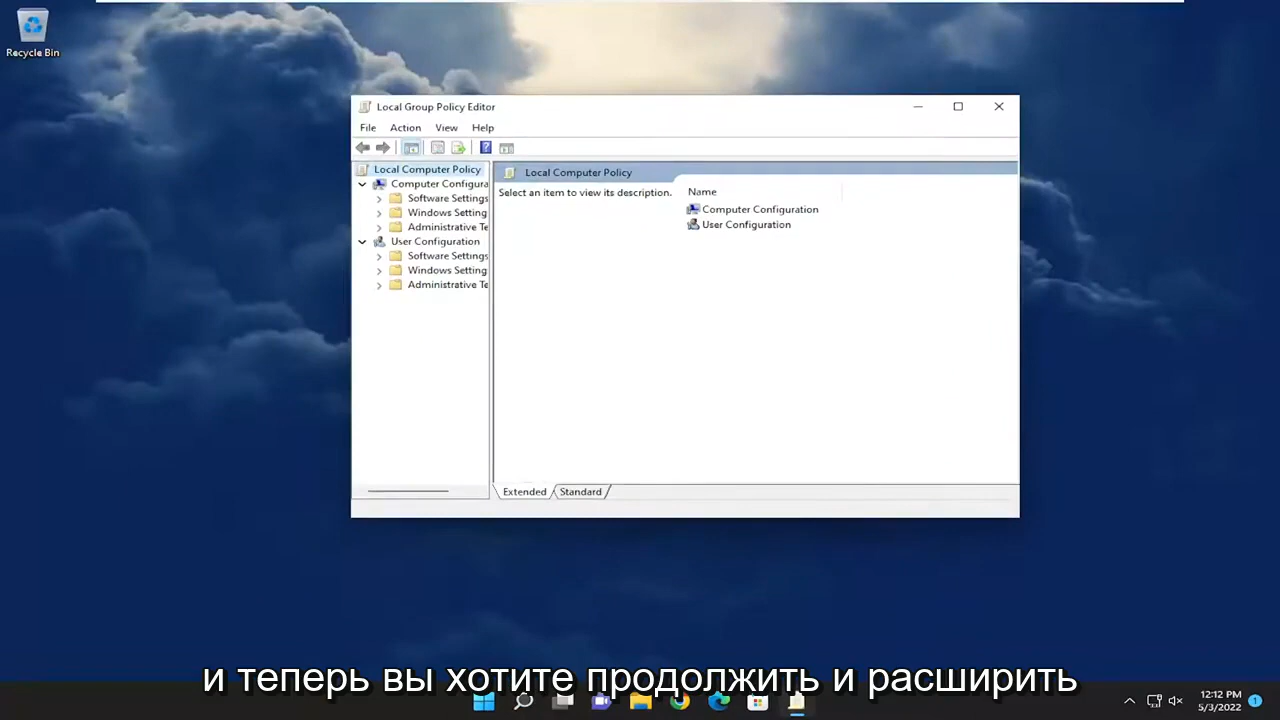 Recycle Bin
Local Group Policy Editor
File Action View Help
Local Computer Policy
Computer Configura
Software Settings
Windows Setting
Administrative Te
User Configuration
Software Settings
Windows Setting
Administrative Te
Local Computer Policy
Select an item to view its description.
Name
Computer Configuration
User Configuration
Extended Standard
и теперь вы хотите продолжить и расширить
12:12 PM
5/3/2022
1